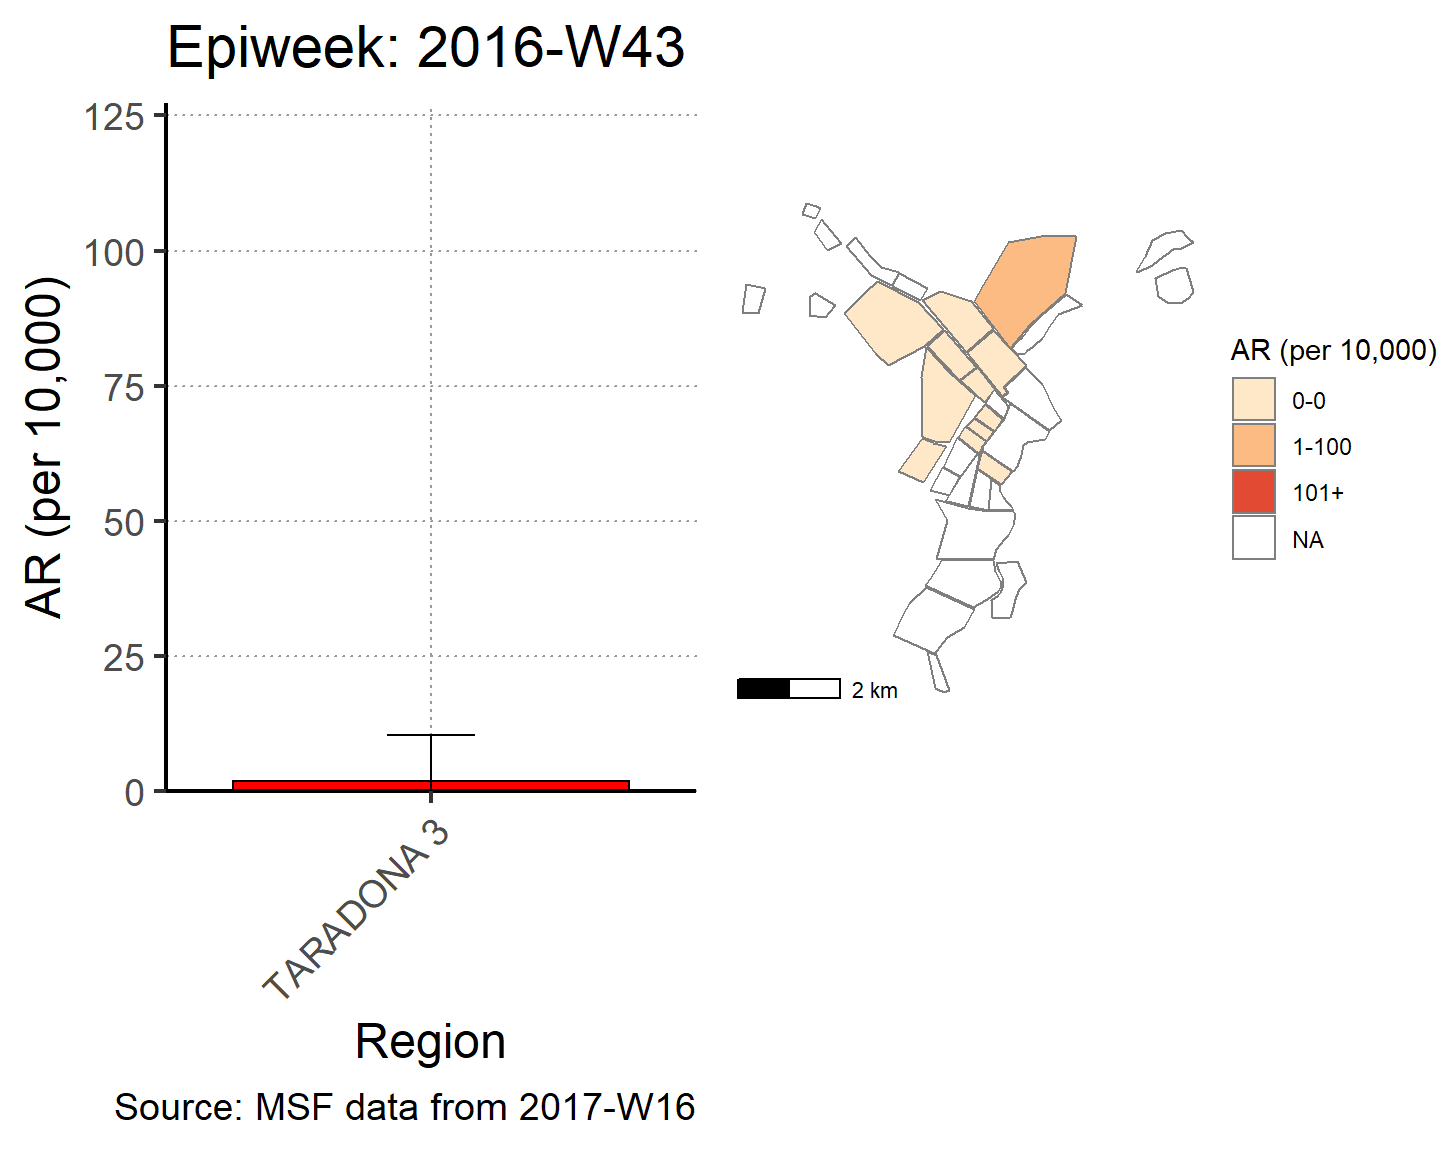 Epiweek: 2016-W43
AR (per 10,000)
125
100
75
50
25
0
TARADONA 3
Region
Source: MSF data from 2017-W16
2 km
AR (per 10,000)
0-0
1-100
101+
NA